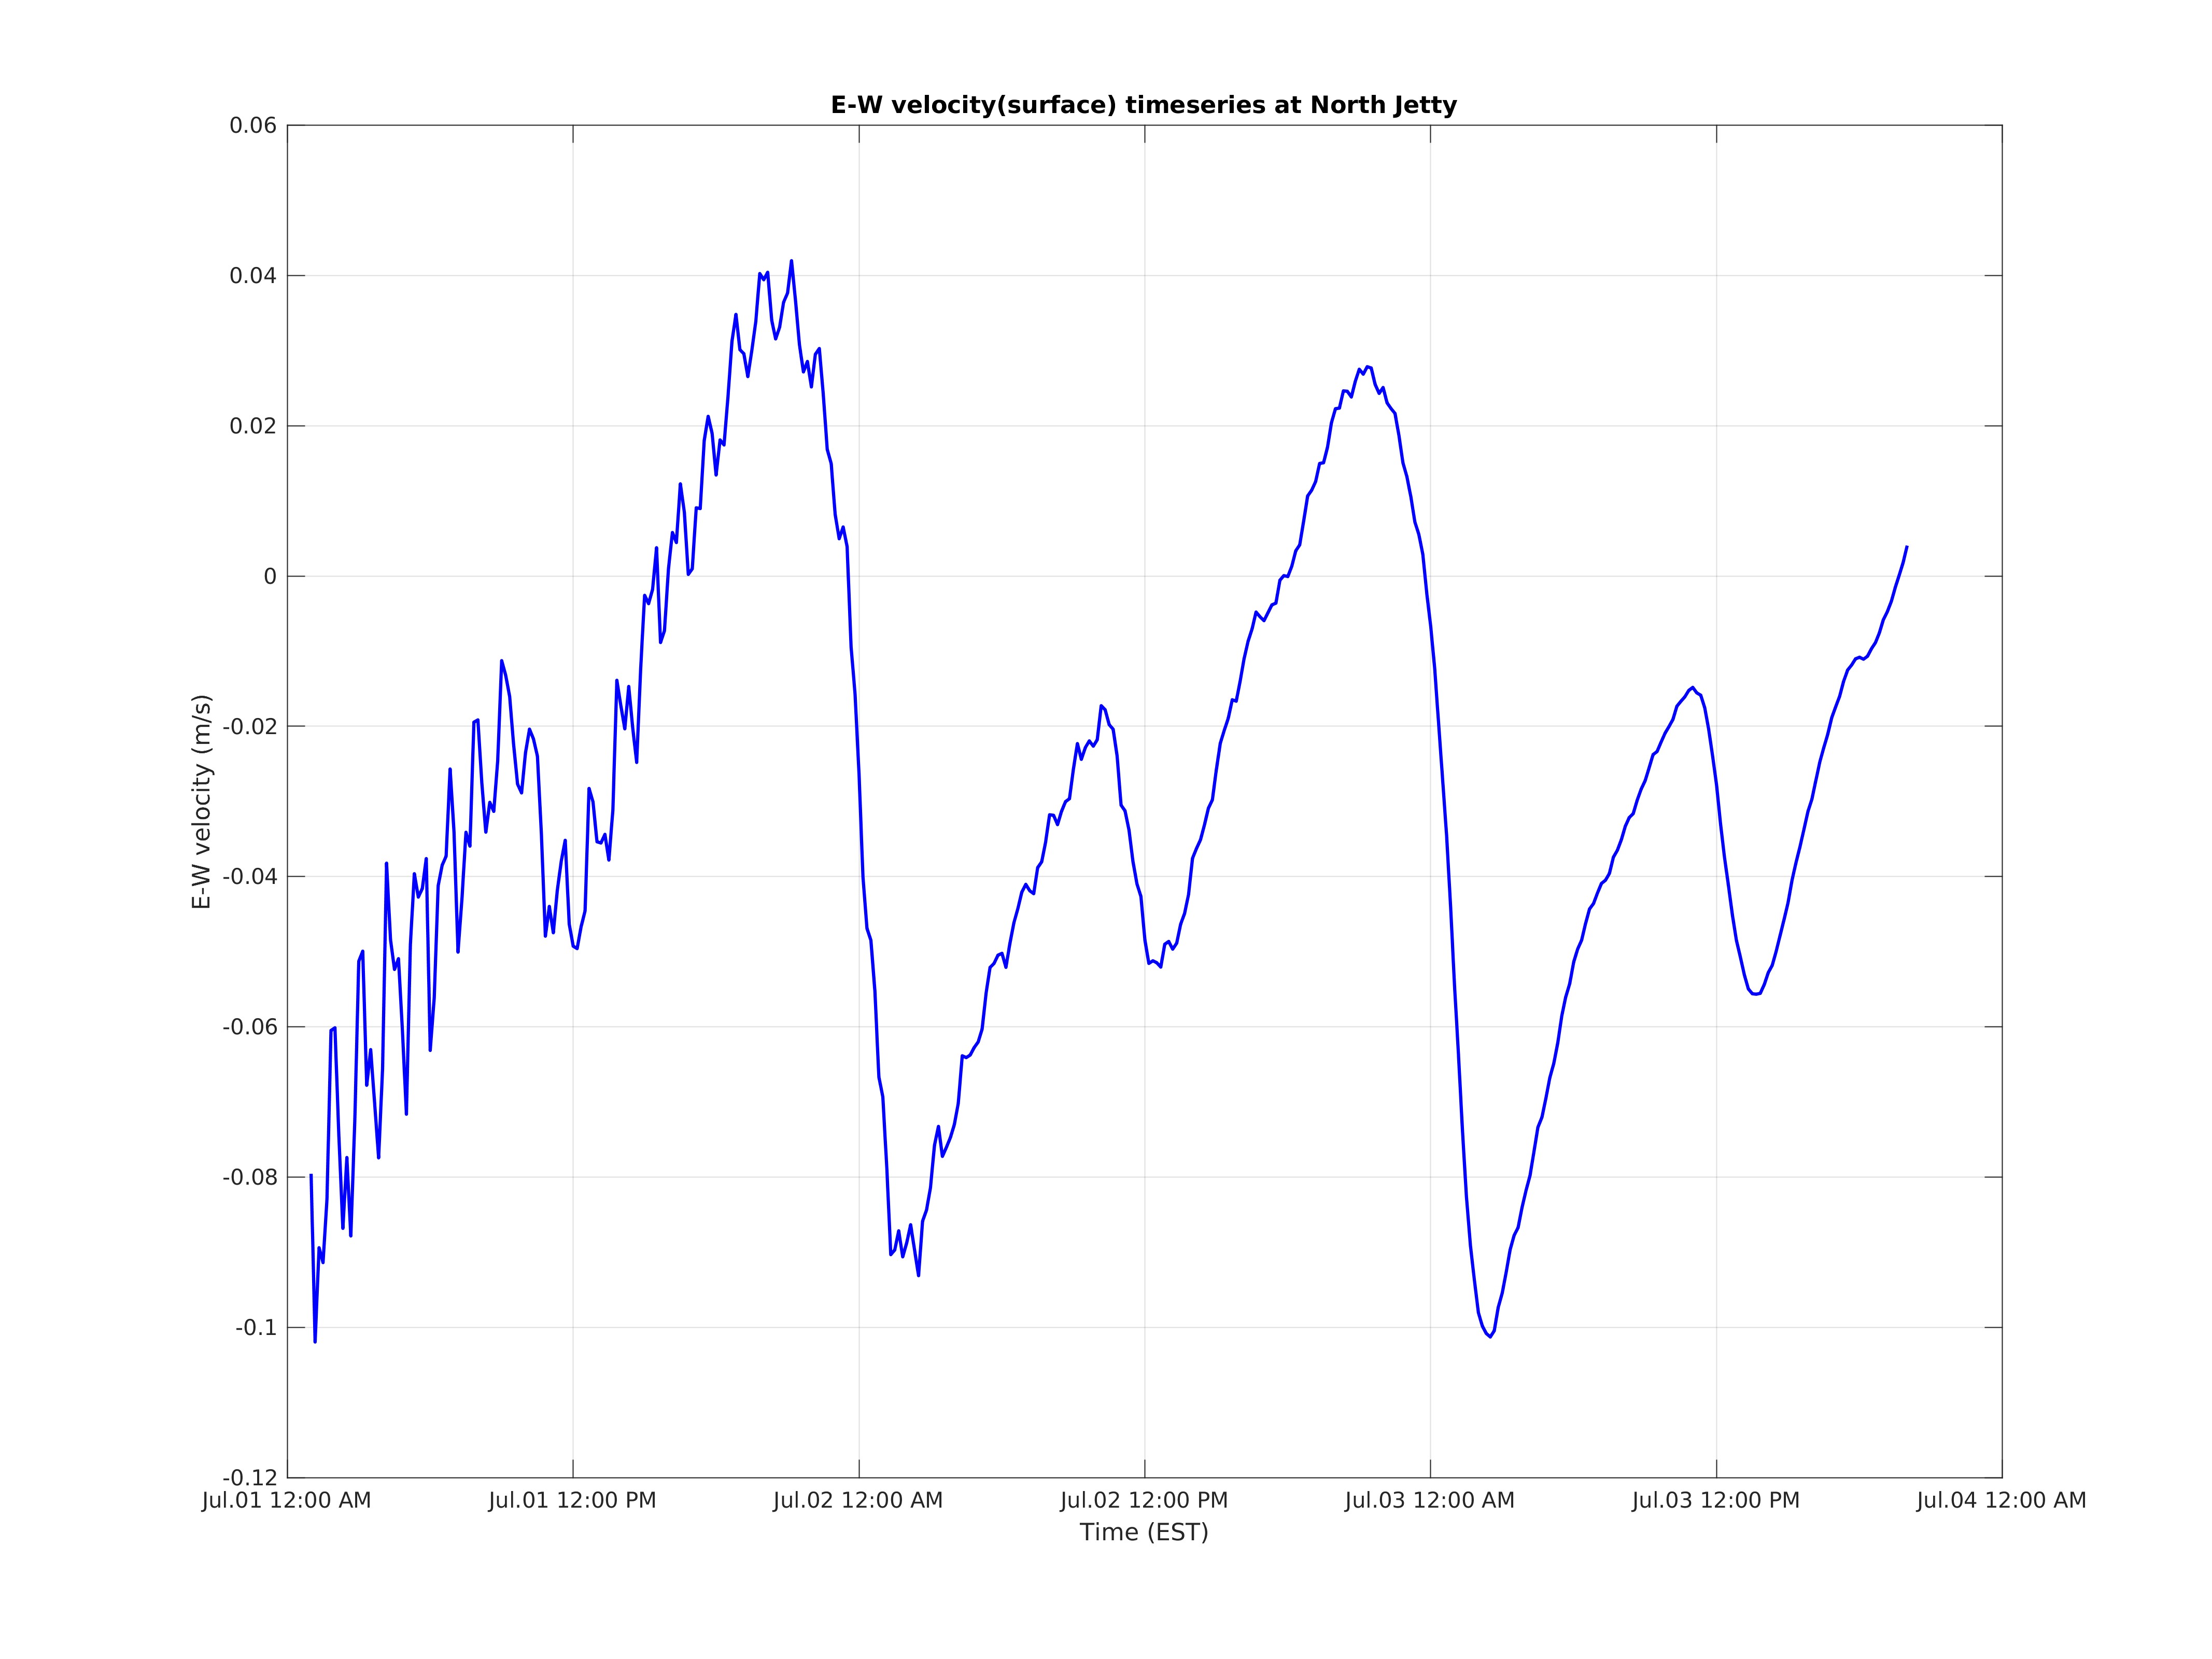 E-W velocity(surface) timeseries at North Jetty
0.06
0.04
0.02
0
-0.02
-0.04
-0.06
-0.08
-0.1
-0.12
E-W velocity (m/s)
Jul.01 12:00 AM
Jul.01 12:00 PM
Jul.02 12:00 AM
Jul.02 12:00 PM
Jul.03 12:00 AM
Jul.03 12:00 PM
Jul.04 12:00 AM
Time (EST)